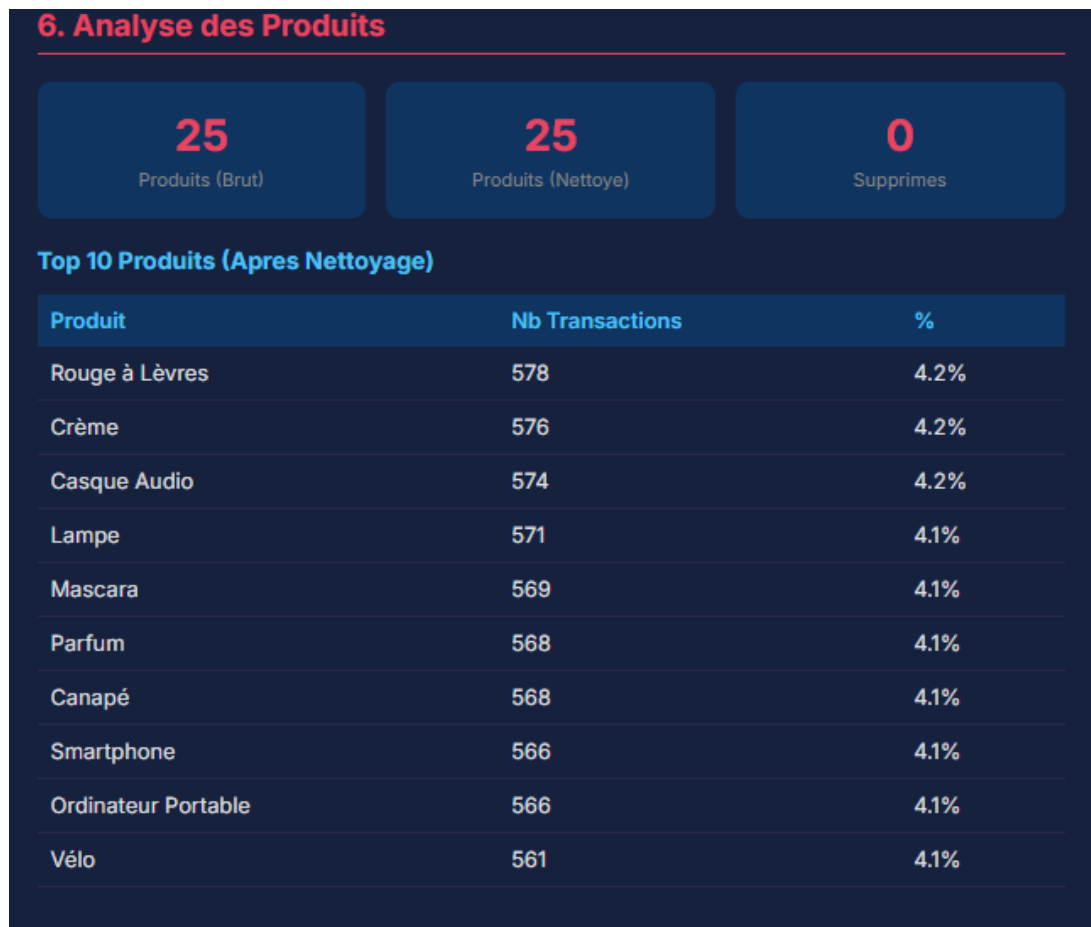 6. Analyse des Produits
25 25 0
Produits (Brut) Produits (Nettoye) Supprimes
Top 10 Produits (Apres Nettoyage)
Produit Nb Transactions %
Rouge à Lèvres 578 4.2%
Crème 576 4.2%
Casque Audio 574 4.2%
Lampe 571 4.1%
Mascara 569 4.1%
Parfum 568 4.1%
Canapé 568 4.1%
Smartphone 566 4.1%
Ordinateur Portable 566 4.1%
Vélo 561 4.1%